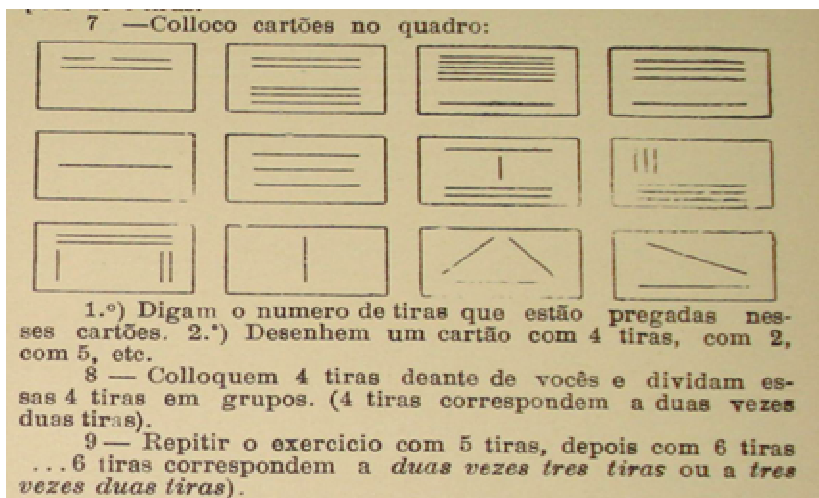 7 —Colloco cartões no quadro:
1.º) Digam o numero de tiras que estão pregadas nes-
ses cartões. 2.º) Desenhem um cartão com 4 tiras, com 2,
com 5, etc.
8 — Colloquem 4 tiras deante de vocês e dividam es-
sas 4 tiras em grupos. (4 tiras correspondem a duas vezes
duas tiras).
9 — Repitir o exercicio com 5 tiras, depois com 6 tiras
...6 tiras correspondem a duas vezes tres tiras ou a tres
vezes duas tiras).